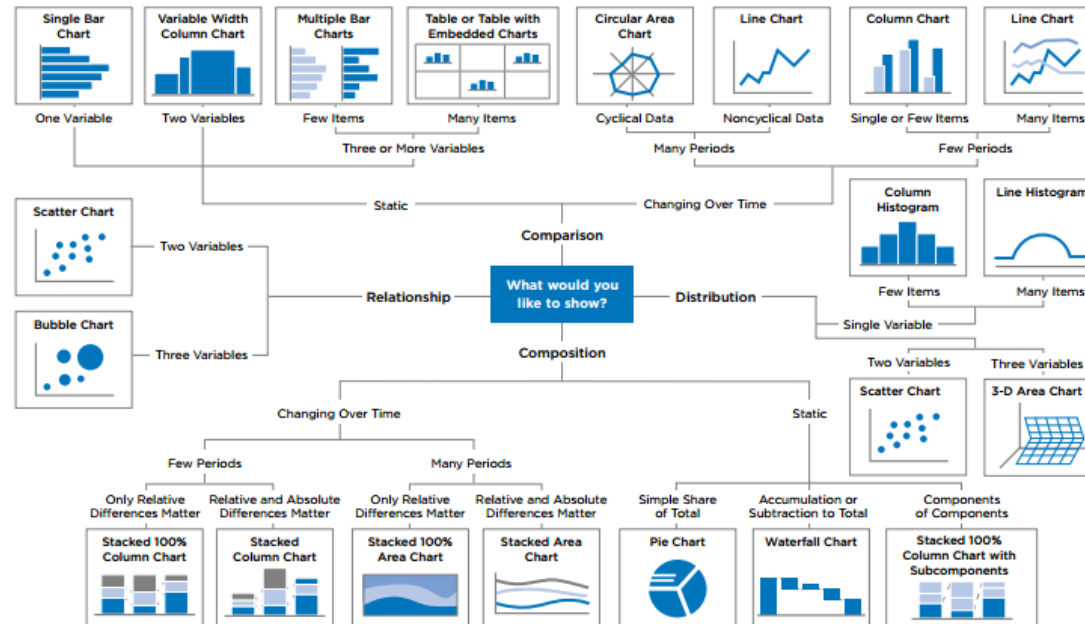 Single Bar
Chart
Variable Width
Column Chart
Multiple Bar
Charts
Table or Table with
Embedded Charts
Circular Area
Chart
Line Chart
Column Chart
Line Chart
One Variable
Two Variables
Few Items
Many Items
Cyclical Data
Noncyclical Data
Single or Few Items
Many Items
Three or More Variables
Many Periods
Few Periods
Static
Changing Over Time
Comparison
Column
Histogram
Line Histogram
Scatter Chart
Two Variables
Relationship
What would you
like to show?
Distribution
Few Items
Many Items
Bubble Chart
Three Variables
Single Variable
Composition
Two Variables
Three Variables
Scatter Chart
3-D Area Chart
Changing Over Time
Static
Few Periods
Many Periods
Only Relative
Differences Matter
Relative and Absolute
Differences Matter
Only Relative
Differences Matter
Relative and Absolute
Differences Matter
Simple Share
of Total
Accumulation or
Subtraction to Total
Components
of Components
Stacked 100%
Column Chart
Stacked
Column Chart
Stacked 100%
Area Chart
Stacked Area
Chart
Pie Chart
Waterfall Chart
Stacked 100%
Column Chart with
Subcomponents